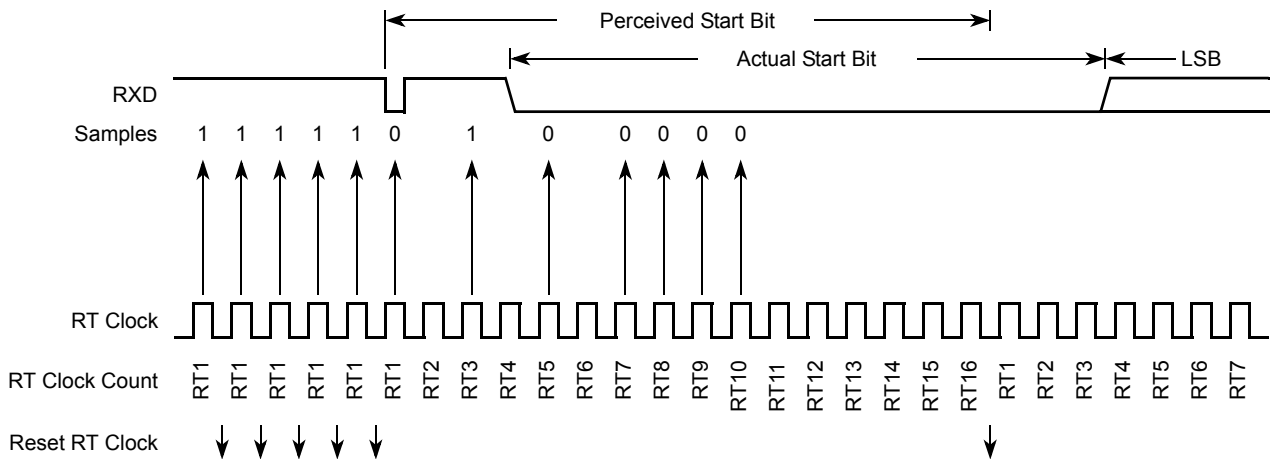 Perceived Start Bit
Actual Start Bit
LSB
RXD
Samples 1 1 1 1 1 0 1 0 0 0 0 0
RT Clock
RT Clock Count RT1 RT1 RT1 RT1 RT1 RT1 RT2 RT3 RT4 RT5 RT6 RT7 RT8 RT9 RT10 RT11 RT12 RT13 RT14 RT15 RT16 RT1 RT2 RT3 RT4 RT5 RT6 RT7
Reset RT Clock